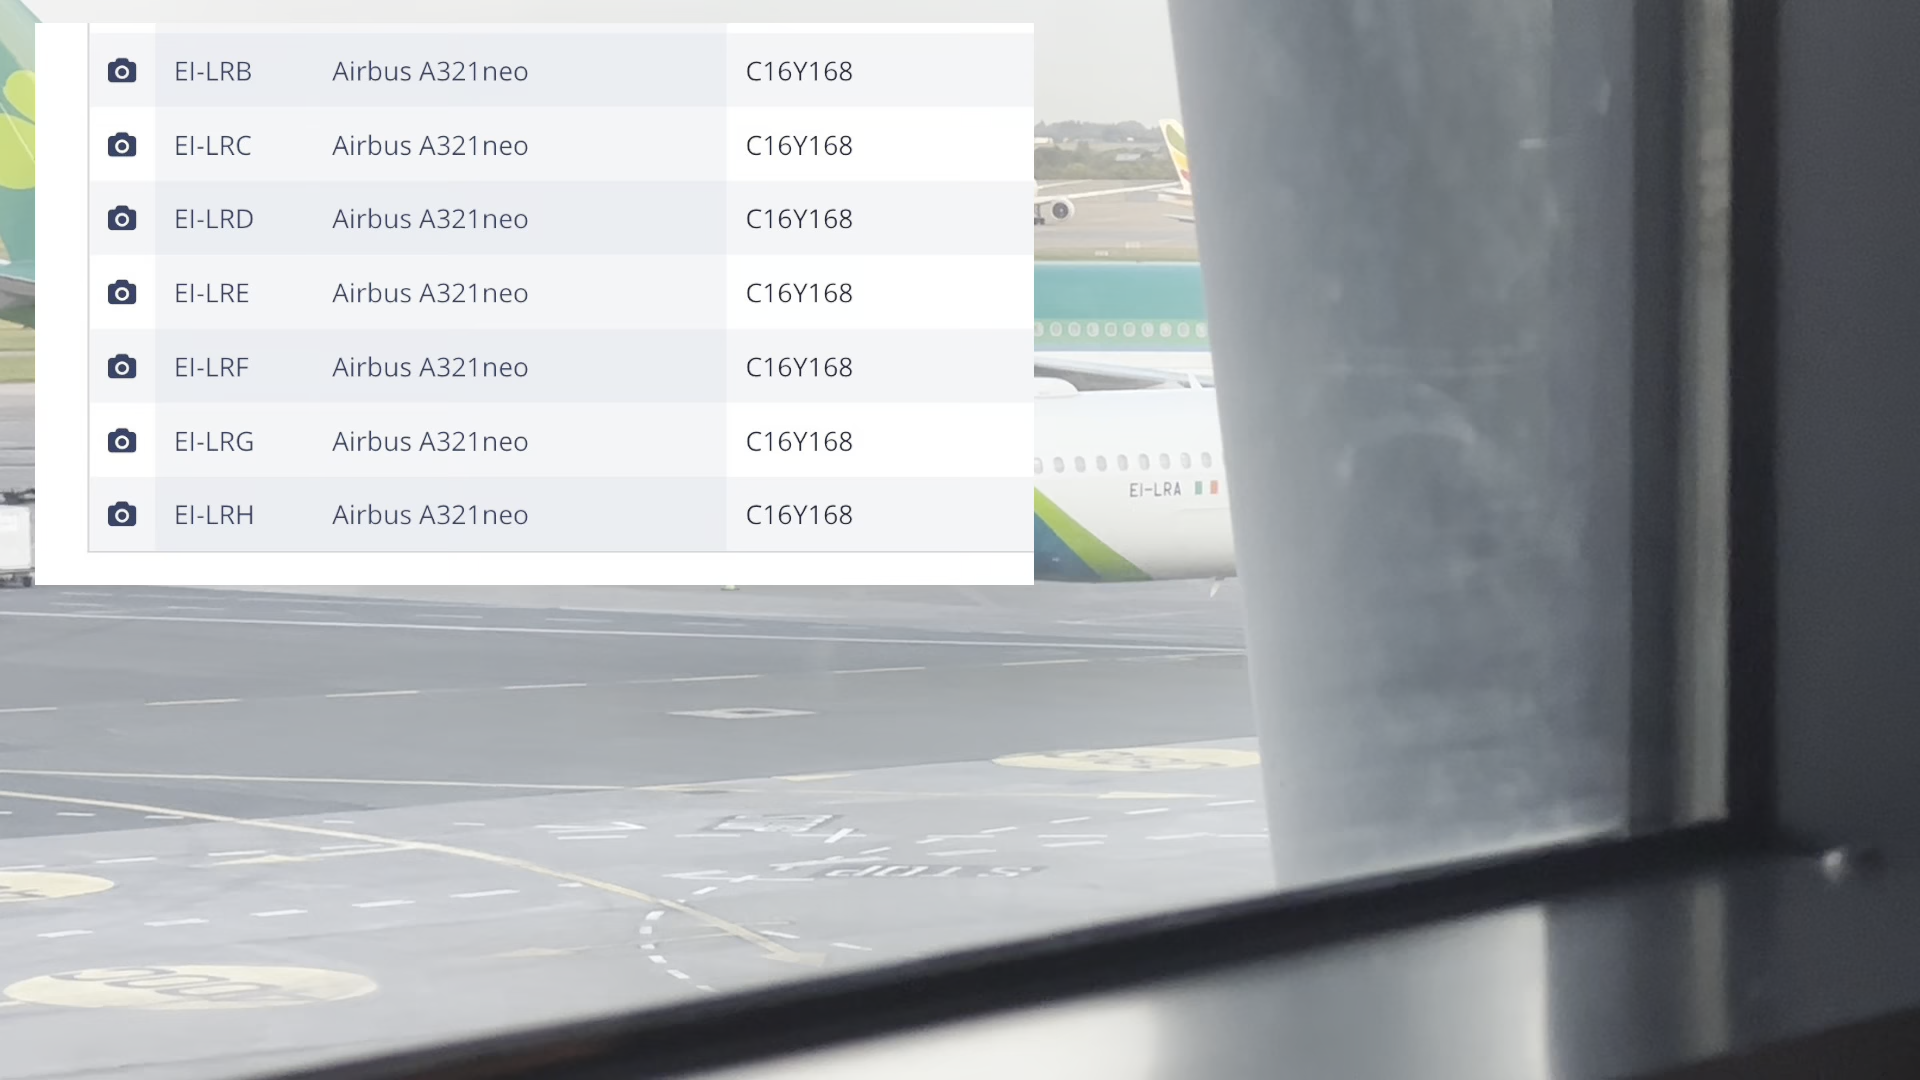 EI-LRB Airbus A321neo C16Y168
EI-LRC Airbus A321neo C16Y168
EI-LRD Airbus A321neo C16Y168
EI-LRE Airbus A321neo C16Y168
EI-LRF Airbus A321neo C16Y168
EI-LRG Airbus A321neo C16Y168
EI-LRH Airbus A321neo C16Y168
EI-LRA
STOP